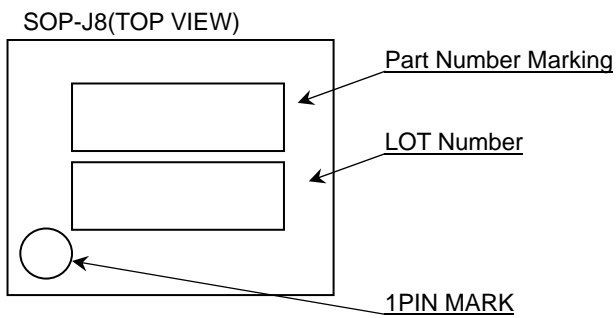 SOP-J8(TOP VIEW)
Part Number Marking
LOT Number
1PIN MARK